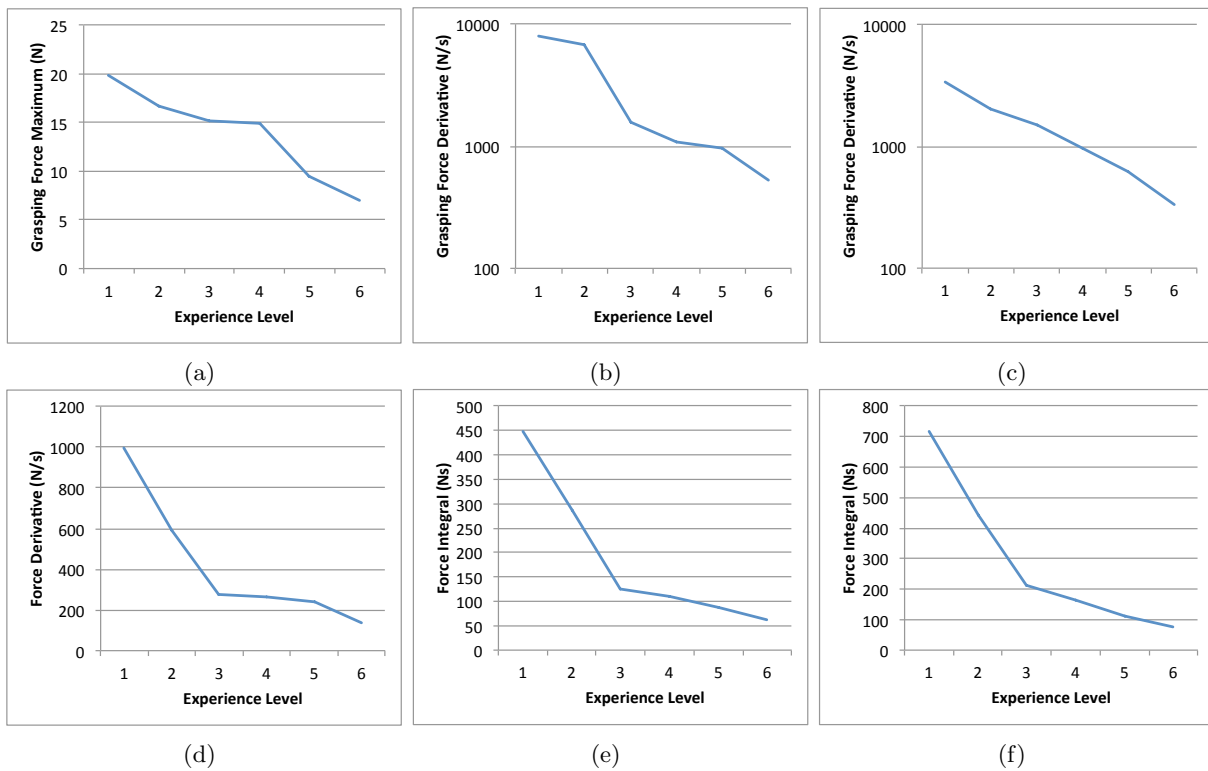 Grasping Force Maximum (N)
25
20
15
10
5
0
1 2 3 4 5 6
Experience Level
(a)
Grasping Force Derivative (N/s)
10000
1000
100
1 2 3 4 5 6
Experience Level
(b)
Grasping Force Derivative (N/s)
10000
1000
100
1 2 3 4 5 6
Experience Level
(c)
Force Derivative (N/s)
1200
1000
800
600
400
200
0
1 2 3 4 5 6
Experience Level
(d)
Force Integral (Ns)
500
450
400
350
300
250
200
150
100
50
0
1 2 3 4 5 6
Experience Level
(e)
Force Integral (Ns)
800
700
600
500
400
300
200
100
0
1 2 3 4 5 6
Experience Level
(f)